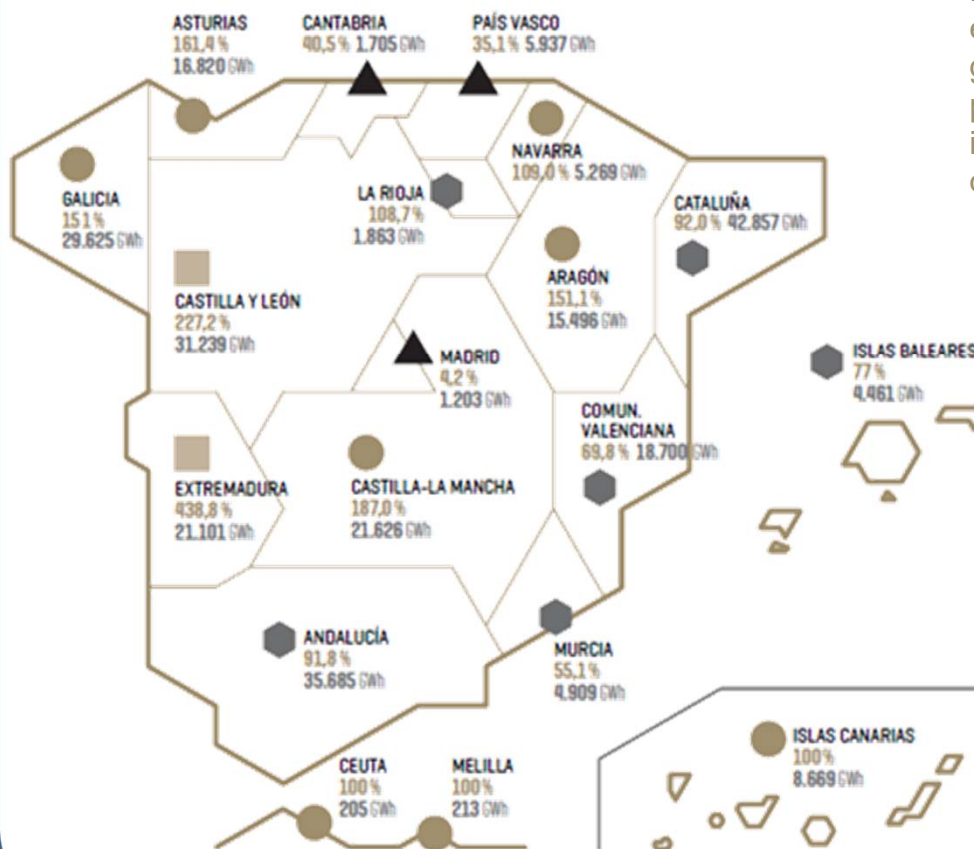 ASTURIAS
161,4 %
16.820 GWh
CANTABRIA
40,5 % 1.705 GWh
PAÍS VASCO
35,1 % 5.937 GWh
NAVARRA
109,0 % 5.269 GWh
GALICIA
151 %
29.625 GWh
LA RIOJA
108,7 %
1.863 GWh
CATALUÑA
92,0 % 42.857 GWh
ARAGÓN
151,1 %
15.496 GWh
CASTILLA Y LEÓN
227,2 %
31.239 GWh
MADRID
4,2 %
1.203 GWh
ISLAS BALEARES
77 %
4.461 GWh
COMUN.
VALENCIANA
69,8 % 18.700 GWh
EXTREMADURA
438,8 %
21.101 GWh
CASTILLA-LA MANCHA
187,0 %
21.626 GWh
ANDALUCÍA
91,8 %
35.685 GWh
MURCIA
55,1 %
4.909 GWh
ISLAS CANARIAS
100%
8.669 GWh
CEUTA
100%
205 GWh
MELILLA
100%
213 GWh